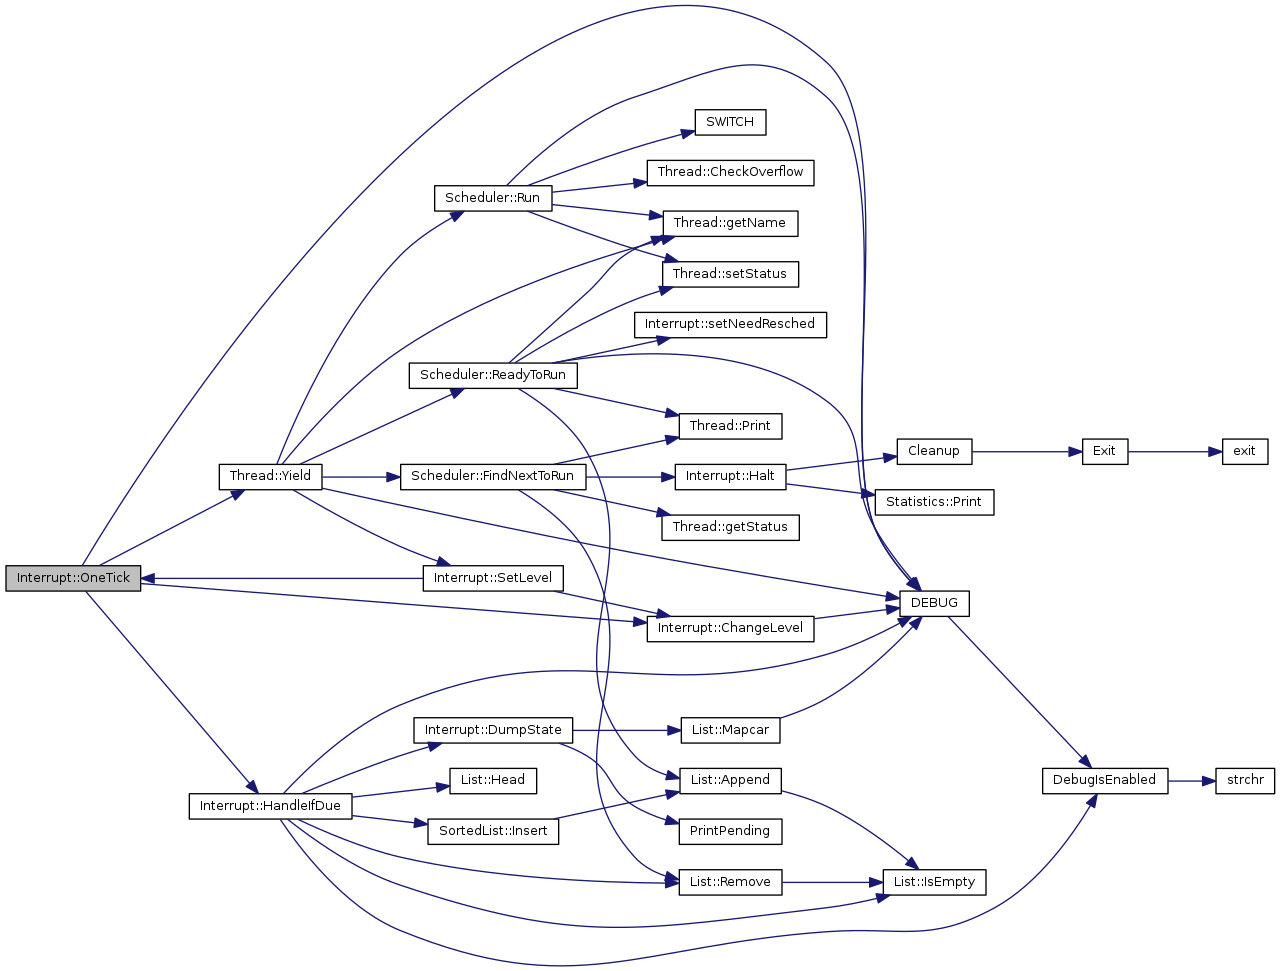 SWITCH
Thread::CheckOverflow
Scheduler::Run
Thread::getName
Thread::setStatus
Interrupt::setNeedResched
Scheduler::ReadyToRun
Thread::Print
Cleanup
Exit
exit
Thread::Yield
Scheduler::FindNextToRun
Interrupt::Halt
Statistics::Print
Thread::getStatus
Interrupt::OneTick
Interrupt::SetLevel
DEBUG
Interrupt::ChangeLevel
Interrupt::DumpState
List::Mapcar
List::Head
List::Append
DebugIsEnabled
strchr
Interrupt::HandleIfDue
SortedList::Insert
PrintPending
List::Remove
List::IsEmpty